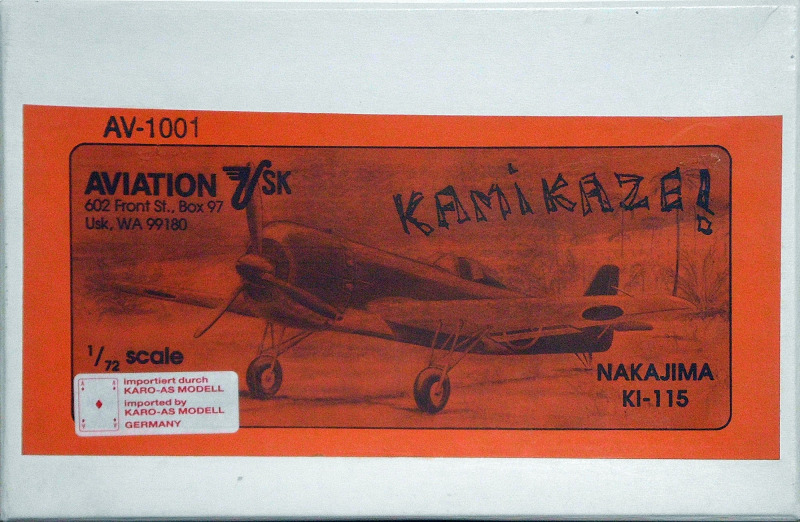 AV-1001
AVIATION USK
602 Front St., Box 97
Usk, WA 99180
KAMiKAZE!
1/72 scale
importiert durch
KARO-AS MODELL
imported by
KARO-AS MODELL
GERMANY
NAKAJIMA
KI-115